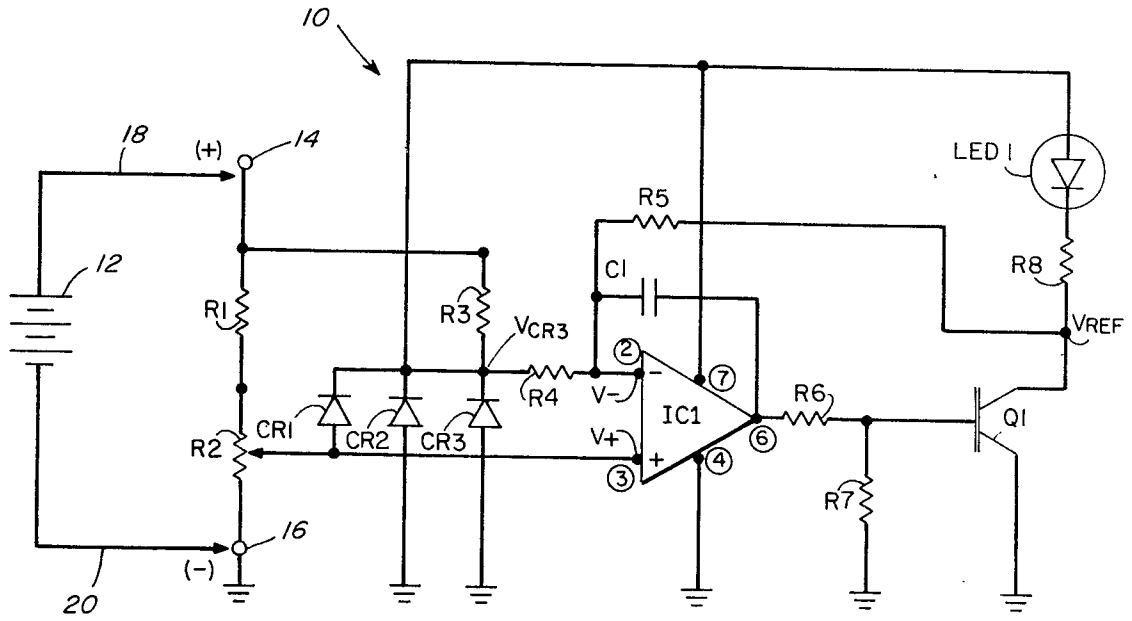 10
18
(+)
14
LED 1
R5
12
R1
R3
C1
R8
VCR3
VREF
2
7
R4
V-
-
IC1
R6
CR1
CR2
CR3
R2
V+
6
Q1
+
3
4
R7
16
20
(-)